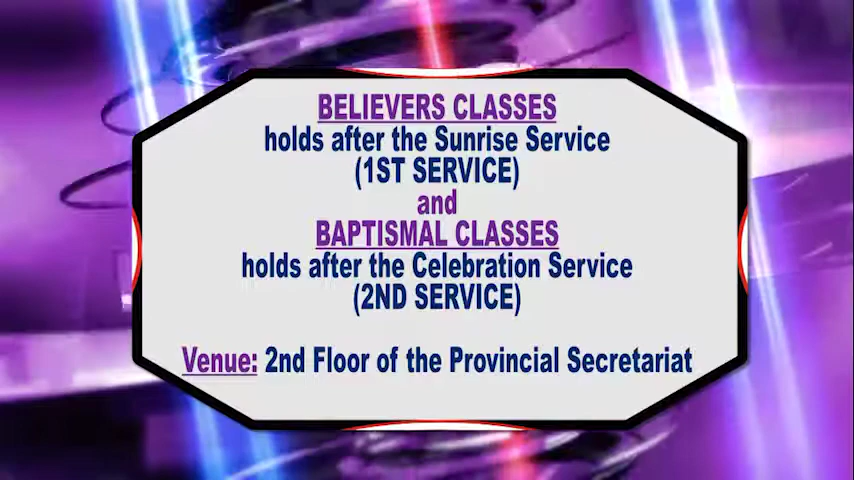 BELIEVERS CLASSES
holds after the Sunrise Service
(1ST SERVICE)
and
BAPTISMAL CLASSES
holds after the Celebration Service
(2ND SERVICE)
Venue: 2nd Floor of the Provincial Secretariat